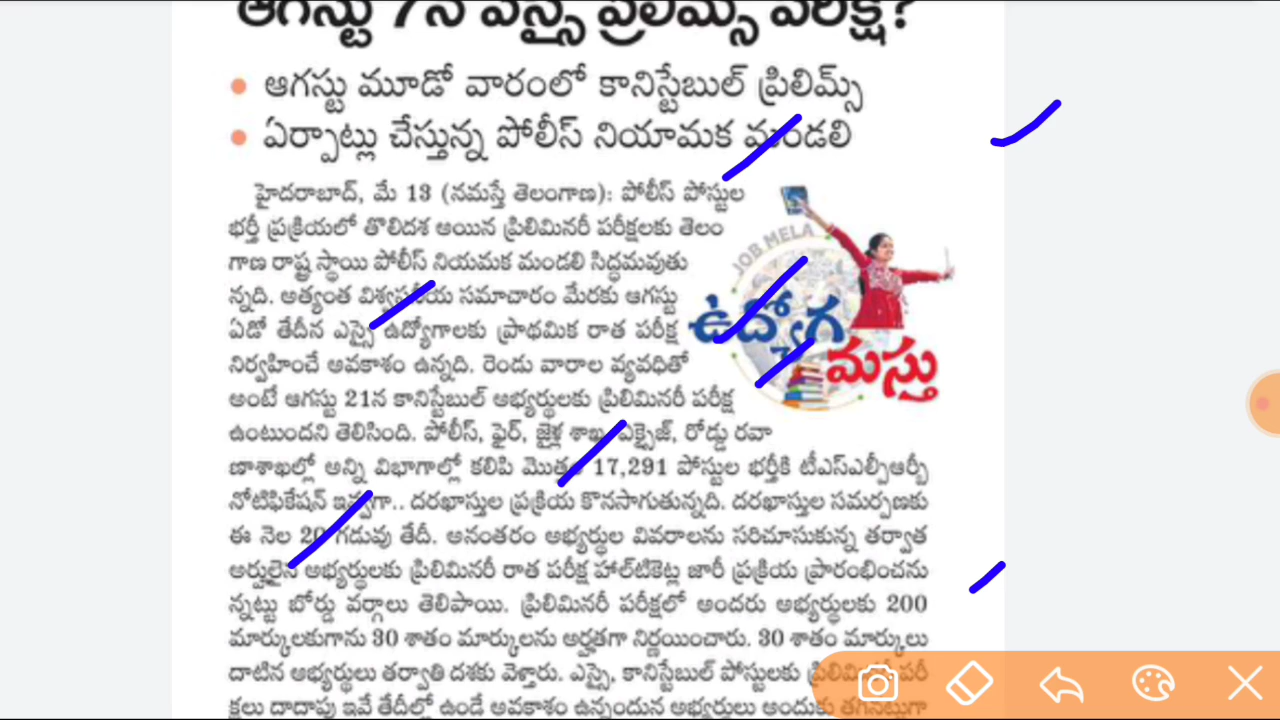 ఆగస్టు 7న ఎస్సై ప్రిలిమ్స్ పరీక్ష?
ఆగస్టు మూడో వారంలో కానిస్టేబుల్ ప్రిలిమ్స్
ఏర్పాట్లు చేస్తున్న పోలీస్ నియామక మండలి
హైదరాబాద్, మే 13 (నమస్తే తెలంగాణ): పోలీస్ పోస్టుల
భర్తీ ప్రక్రియలో తొలిదశ అయిన ప్రిలిమినరీ పరీక్షలకు తెలం
గాణ రాష్ట్ర స్థాయి పోలీస్ నియమక మండలి సిద్ధమవుతు
న్నది. అత్యంత విశ్వసనీయ సమాచారం మేరకు ఆగస్టు
ఏడో తేదీన ఎస్సై ఉద్యోగాలకు ప్రాథమిక రాత పరీక్ష
నిర్వహించే అవకాశం ఉన్నది. రెండు వారాల వ్యవధితో
అంటే ఆగస్టు 21న కానిస్టేబుల్ అభ్యర్థులకు ప్రిలిమినరీ పరీక్ష
ఉంటుందని తెలిసింది. పోలీస్, ఫైర్, జైళ్ల శాఖ, ఎక్సైజ్, రోడ్డు రవా
ణాశాఖల్లో అన్ని విభాగాల్లో కలిపి మొత్తం 17,291 పోస్టుల భర్తీకి టీఎస్ఎల్పీఆర్బీ
నోటిఫికేషన్ ఇవ్వగా.. దరఖాస్తుల ప్రక్రియ కొనసాగుతున్నది. దరఖాస్తుల సమర్పణకు
ఈ నెల 20 గడువు తేదీ. అనంతరం అభ్యర్థుల వివరాలను సరిచూసుకున్న తర్వాత
అర్హులైన అభ్యర్థులకు ప్రిలిమినరీ రాత పరీక్ష హాల్‌టికెట్ల జారీ ప్రక్రియ ప్రారంభించను
న్నట్టు బోర్డు వర్గాలు తెలిపాయి. ప్రిలిమినరీ పరీక్షలో అందరు అభ్యర్థులకు 200
మార్కులకుగాను 30 శాతం మార్కులను అర్హతగా నిర్ణయించారు. 30 శాతం మార్కులు
దాటిన అభ్యర్థులు తర్వాతి దశకు వెళ్తారు. ఎస్సై, కానిస్టేబుల్ పోస్టులకు ప్రిలిమినరీ పరీ
క్షలు దాదాపు ఇవే తేదీల్లో ఉండే అవకాశం ఉన్నందున అభ్యర్థులు అందుకు తగినట్లుగా
JOB MELA
ఉద్యోగ
మస్తు